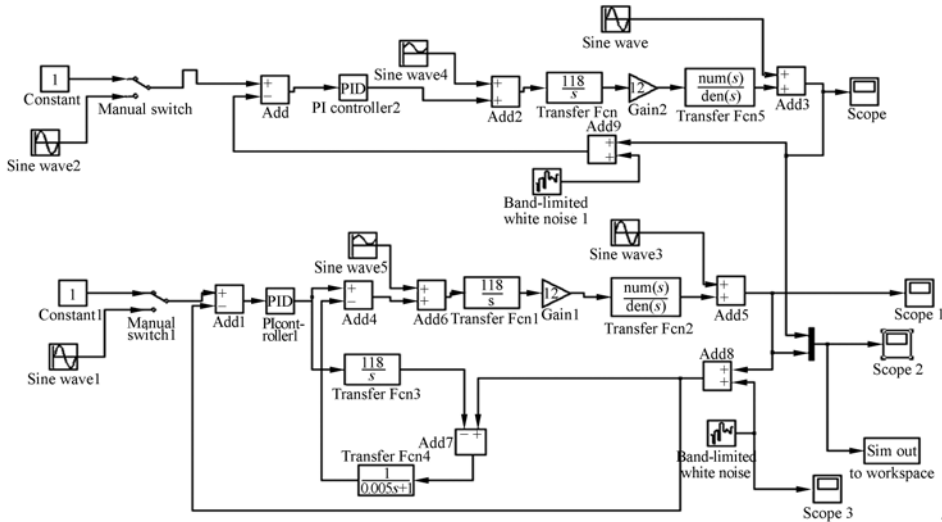 1
Constant
Manual switch
Sine wave2
+
−
Add
PID
PI controller2
Sine wave4
+
+
Add2
118
s
Transfer Fcn
12
Gain2
num(s)
den(s)
Transfer Fcn5
Sine wave
+
+
Add3
Scope
Add9
+
+
Band-limited
white noise 1
1
Constant1
Manual
switch1
Sine wave1
+
−
Add1
PID
PIcont-
roller1
Sine wave5
+
−
Add4
+
+
Add6
118
s
Transfer Fcn1
12
Gain1
num(s)
den(s)
Transfer Fcn2
Sine wave3
+
+
Add5
Scope 1
Scope 2
118
s
Transfer Fcn3
− +
Add7
Transfer Fcn4
1
0.005s+1
Add8
+
+
Band-limited
white noise
Sim out
to workspace
Scope 3